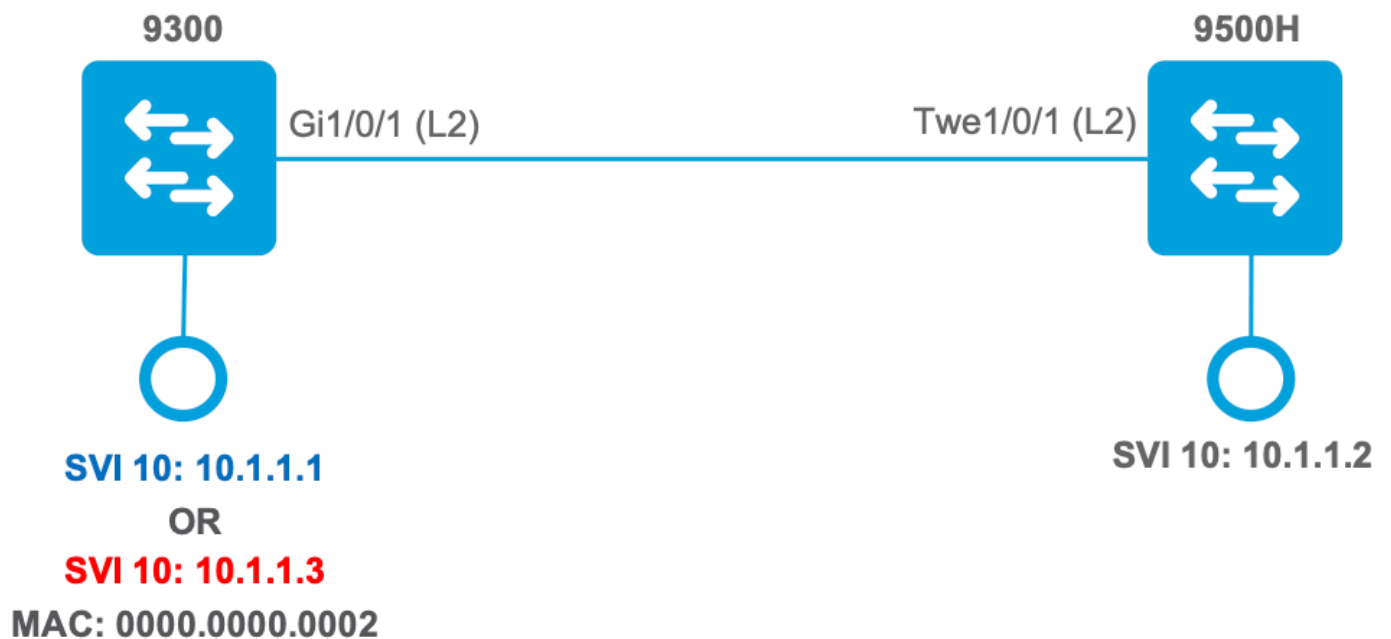 9300
9500H
Gi1/0/1 (L2)
Twe1/0/1 (L2)
SVI 10: 10.1.1.1
OR
SVI 10: 10.1.1.3
MAC: 0000.0000.0002
SVI 10: 10.1.1.2